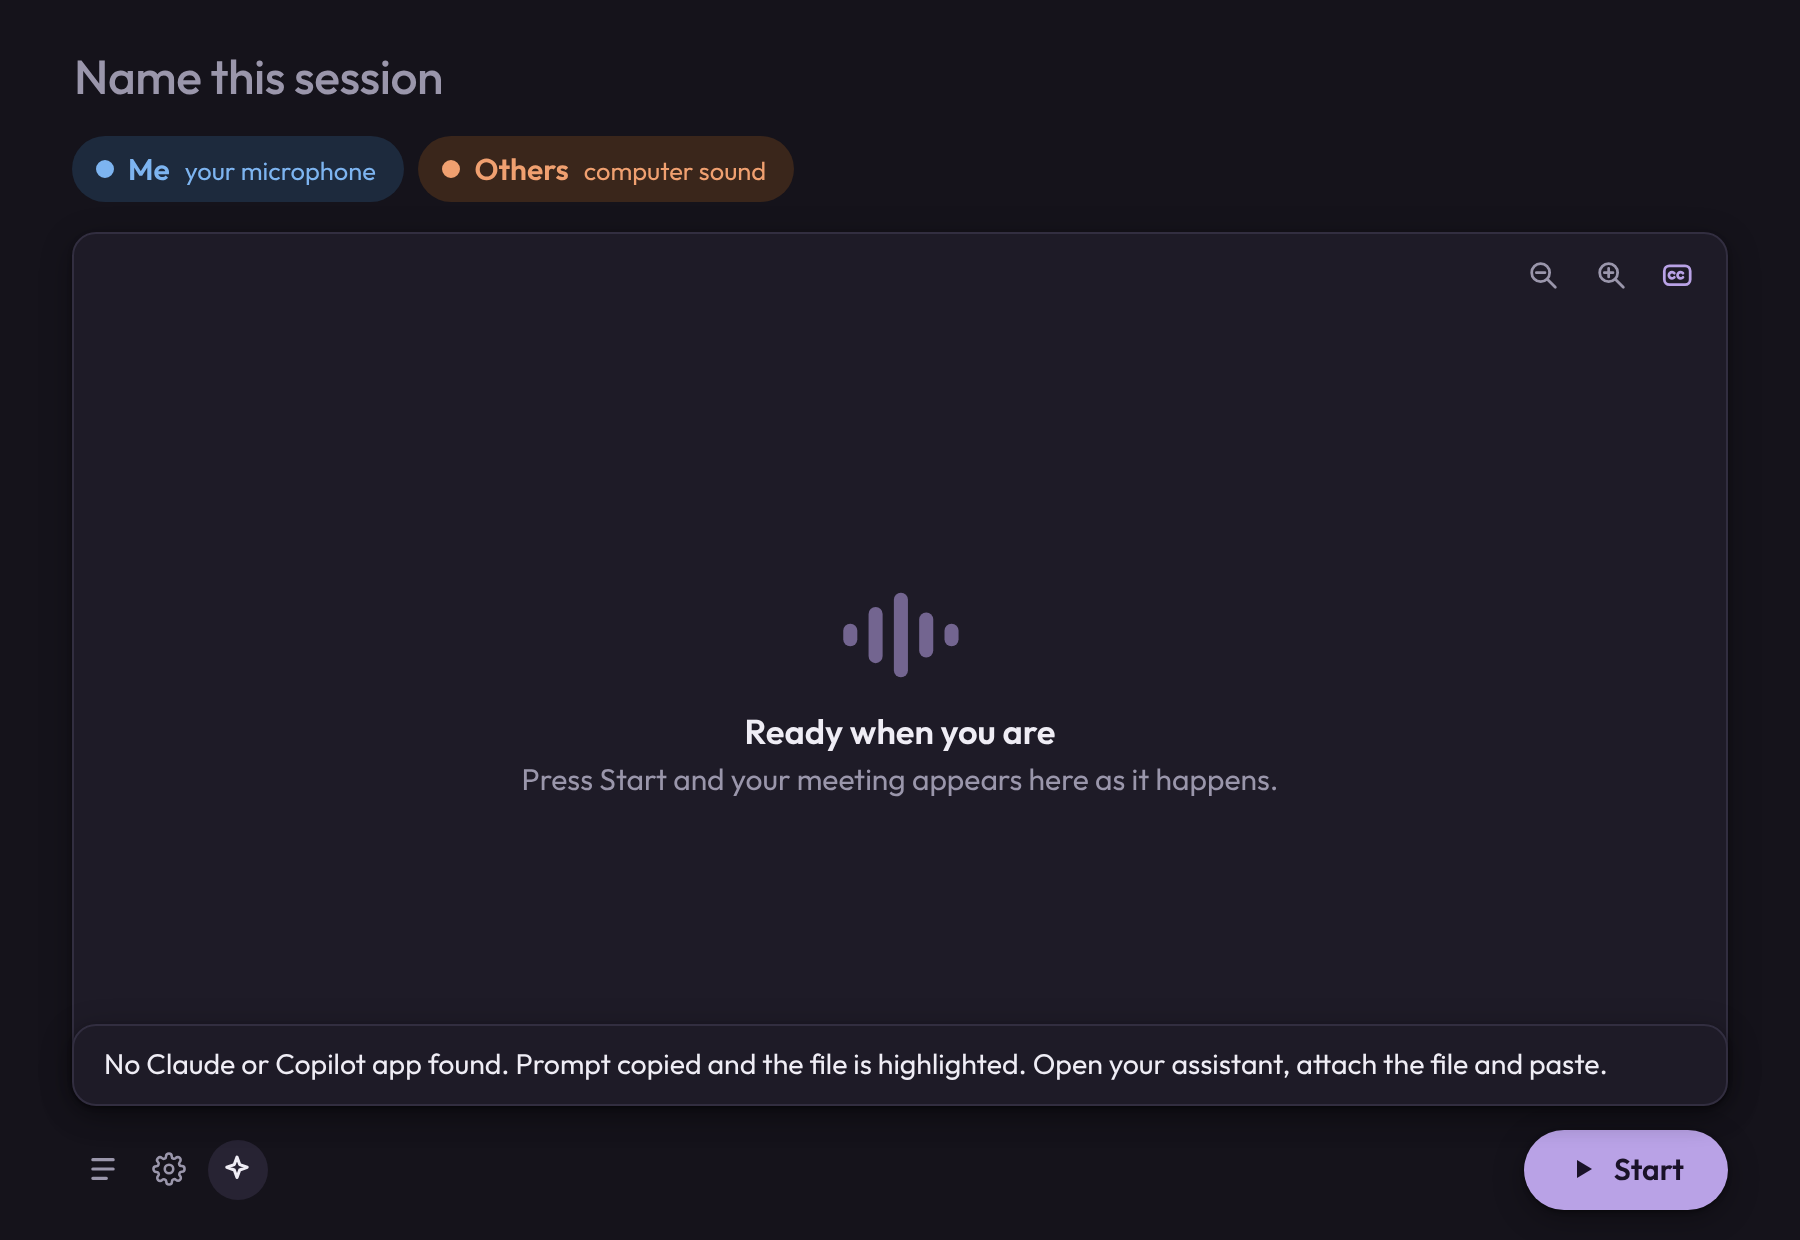 Name this session
Me your microphone
Others computer sound
CC
Ready when you are
Press Start and your meeting appears here as it happens.
No Claude or Copilot app found. Prompt copied and the file is highlighted. Open your assistant, attach the file and paste.
Start